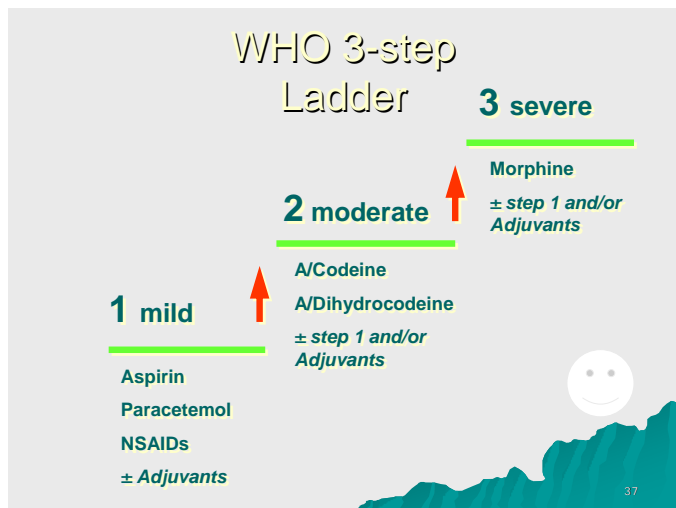 WHO 3-step
Ladder
1 mild
Aspirin
Paracetemol
NSAIDs
± Adjuvants
2 moderate
A/Codeine
A/Dihydrocodeine
± step 1 and/or
Adjuvants
3 severe
Morphine
± step 1 and/or
Adjuvants
37